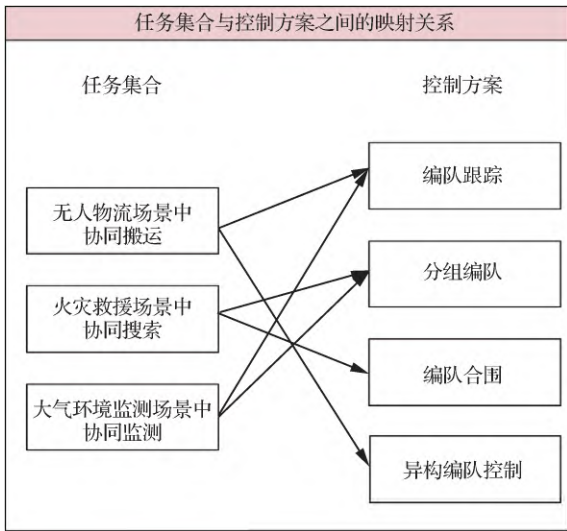 任务集合与控制方案之间的映射关系
任务集合
控制方案
无人物流场景中
协同搬运
火灾救援场景中
协同搜索
大气环境监测场景中
协同监测
编队跟踪
分组编队
编队合围
异构编队控制